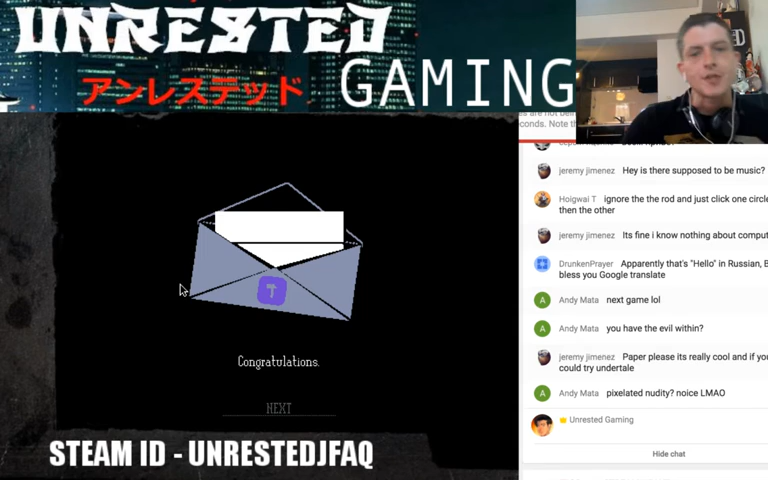 UNRESTED
アンレステッド
GAMING
conds. Note
jeremy jimenez Hey is there supposed to be music?
Hoigwal T ignore the the rod and just click one circle
then the other
jeremy jimenez Its fine i know nothing about
DrunkenPrayer Apparently that's "Hello" in Russian,
bless you Google translate
A Andy Mata next game lol
A Andy Mata you have the evil within?
jeremy jimenez Paper please its really cool and if
could try undertale
A Andy Mata pixelated nudity? noice LMAO
Unrested Gaming
Hide chat
T
Congratulations.
NEXT
STEAM ID - UNRESTEDJFAQ